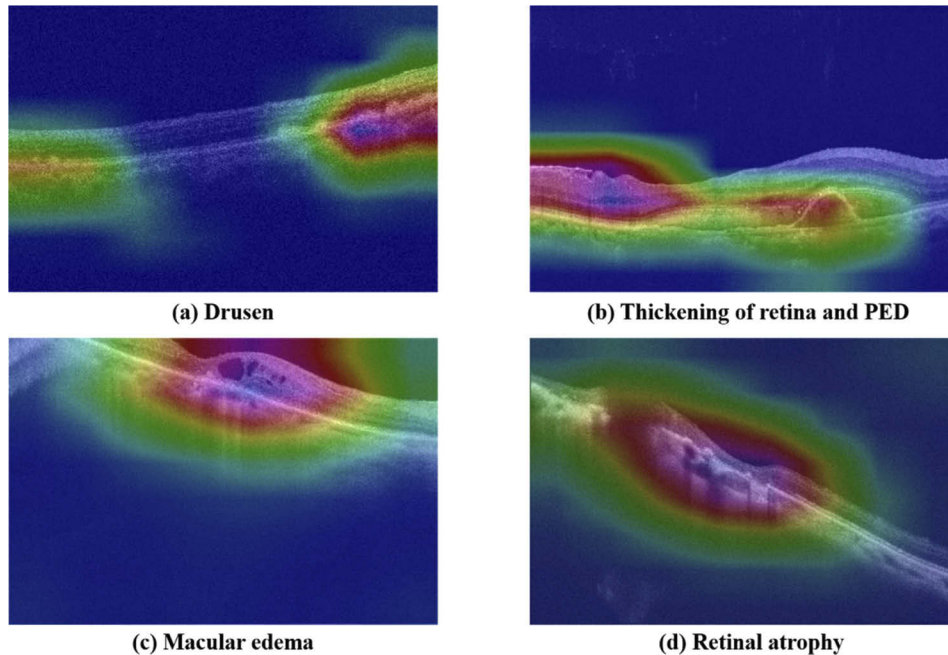 (a) Drusen
(b) Thickening of retina and PED
(c) Macular edema
(d) Retinal atrophy